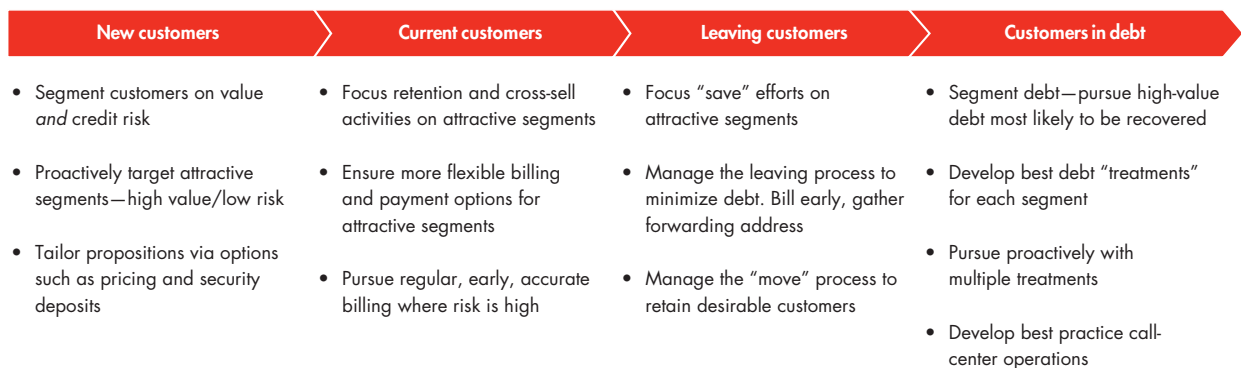 New customers
Current customers
Leaving customers
Customers in debt
• Segment customers on value
and credit risk
• Proactively target attractive
segments—high value/low risk
• Tailor propositions via options
such as pricing and security
deposits
• Focus retention and cross-sell
activities on attractive segments
• Ensure more flexible billing
and payment options for
attractive segments
• Pursue regular, early, accurate
billing where risk is high
• Focus “save” efforts on
attractive segments
• Manage the leaving process to
minimize debt. Bill early, gather
forwarding address
• Manage the “move” process to
retain desirable customers
• Segment debt—pursue high-value
debt most likely to be recovered
• Develop best debt “treatments”
for each segment
• Pursue proactively with
multiple treatments
• Develop best practice call-
center operations